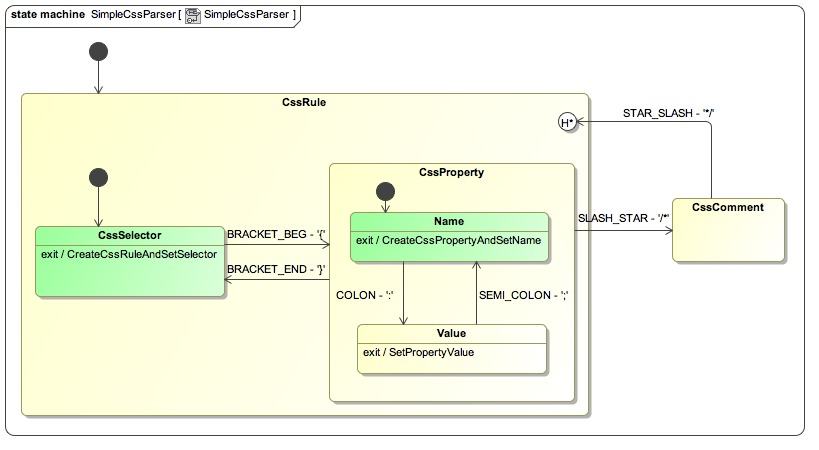 state machine SimpleCssParser [ SimpleCssParser ]
CssRule
STAR_SLASH - '*/'
H*
CssProperty
CssComment
Name
SLASH_STAR - '/*'
CssSelector
BRACKET_BEG - '{'
exit / CreateCssPropertyAndSetName
exit / CreateCssRuleAndSetSelector
BRACKET_END - '}'
COLON - ':'
SEMI_COLON - ';'
Value
exit / SetPropertyValue